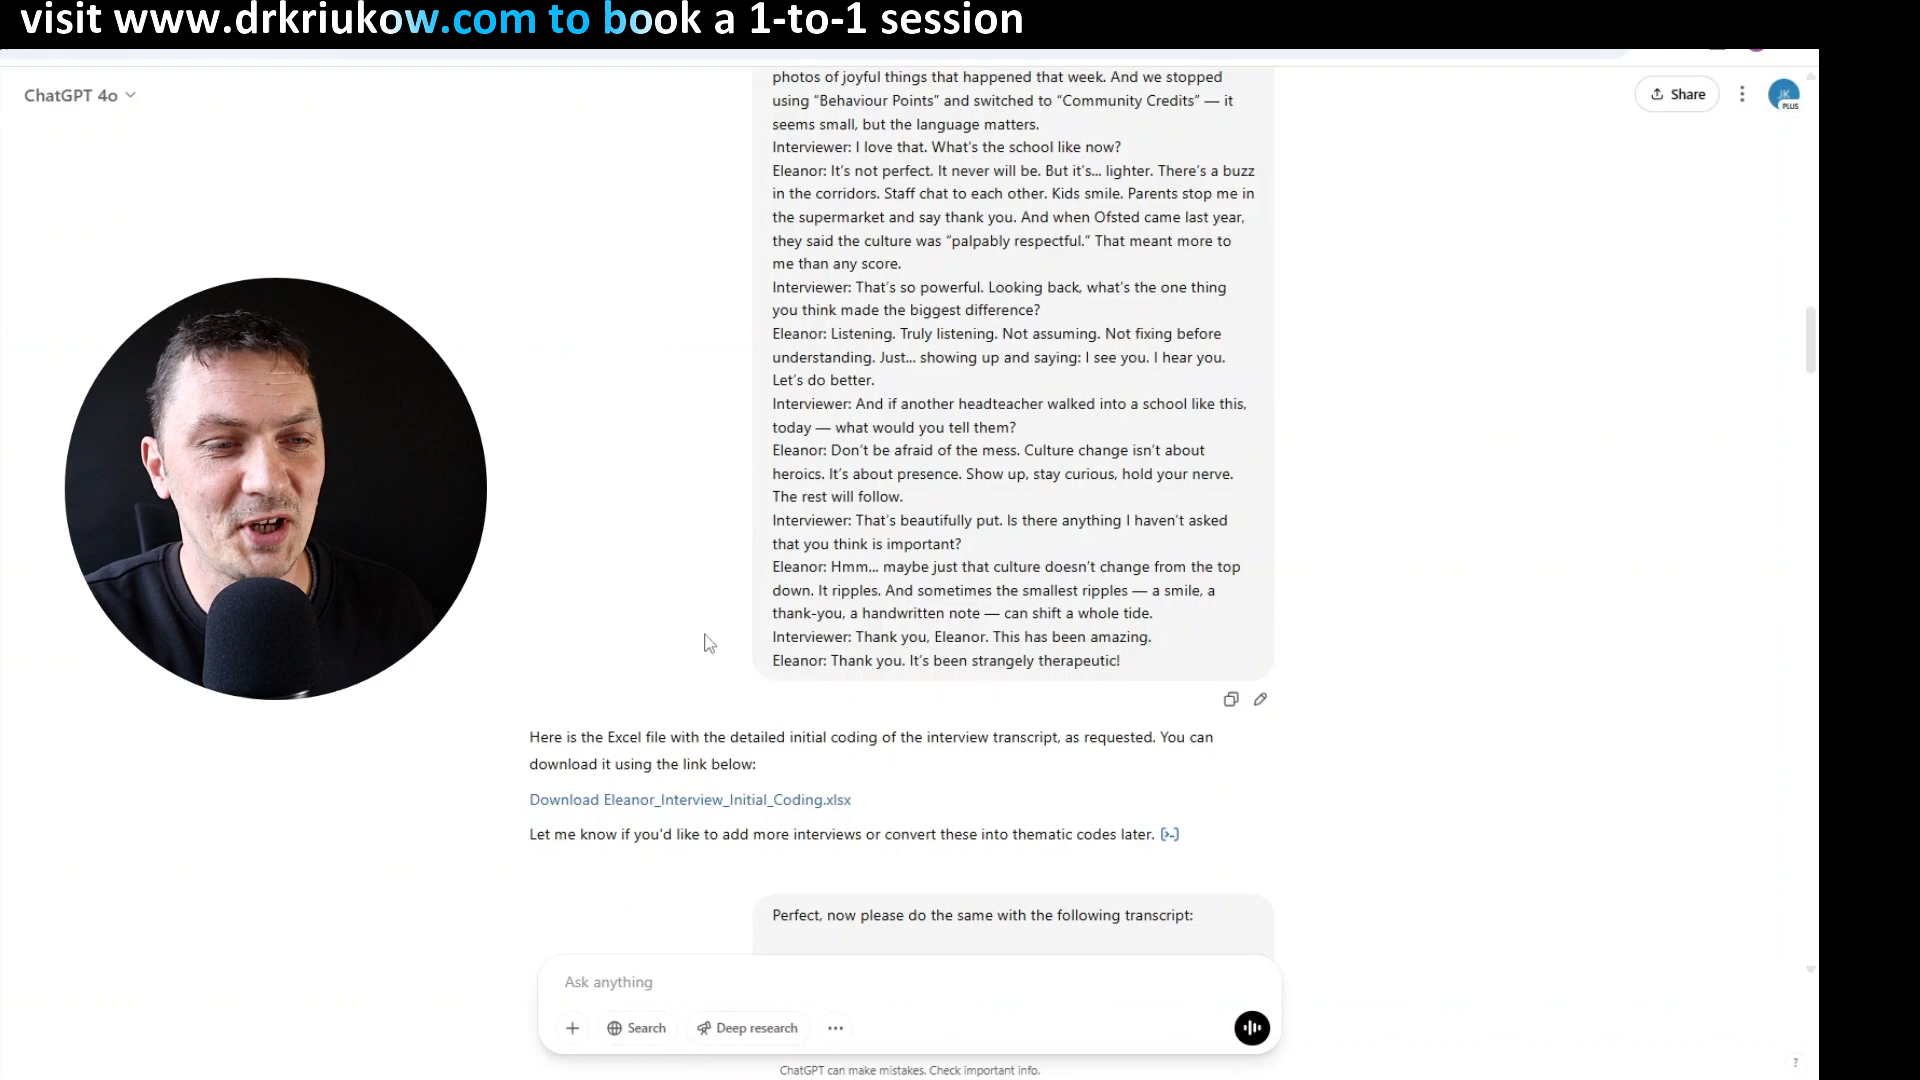 visit www.drkriukow.com to book a 1-to-1 session
ChatGPT 4o
Share
JK
PLUS
photos of joyful things that happened that week. And we stopped
using “Behaviour Points” and switched to “Community Credits” — it
seems small, but the language matters.
Interviewer: I love that. What’s the school like now?
Eleanor: It’s not perfect. It never will be. But it’s... lighter. There’s a buzz
in the corridors. Staff chat to each other. Kids smile. Parents stop me in
the supermarket and say thank you. And when Ofsted came last year,
they said the culture was “palpably respectful.” That meant more to
me than any score.
Interviewer: That’s so powerful. Looking back, what’s the one thing
you think made the biggest difference?
Eleanor: Listening. Truly listening. Not assuming. Not fixing before
understanding. Just... showing up and saying: I see you. I hear you.
Let’s do better.
Interviewer: And if another headteacher walked into a school like this,
today — what would you tell them?
Eleanor: Don’t be afraid of the mess. Culture change isn’t about
heroics. It’s about presence. Show up, stay curious, hold your nerve.
The rest will follow.
Interviewer: That’s beautifully put. Is there anything I haven’t asked
that you think is important?
Eleanor: Hmm... maybe just that culture doesn’t change from the top
down. It ripples. And sometimes the smallest ripples — a smile, a
thank-you, a handwritten note — can shift a whole tide.
Interviewer: Thank you, Eleanor. This has been amazing.
Eleanor: Thank you. It’s been strangely therapeutic!
Here is the Excel file with the detailed initial coding of the interview transcript, as requested. You can
download it using the link below:
Download Eleanor_Interview_Initial_Coding.xlsx
Let me know if you'd like to add more interviews or convert these into thematic codes later. [>-]
Perfect, now please do the same with the following transcript:
Ask anything
Search
Deep research
ChatGPT can make mistakes. Check important info.
?